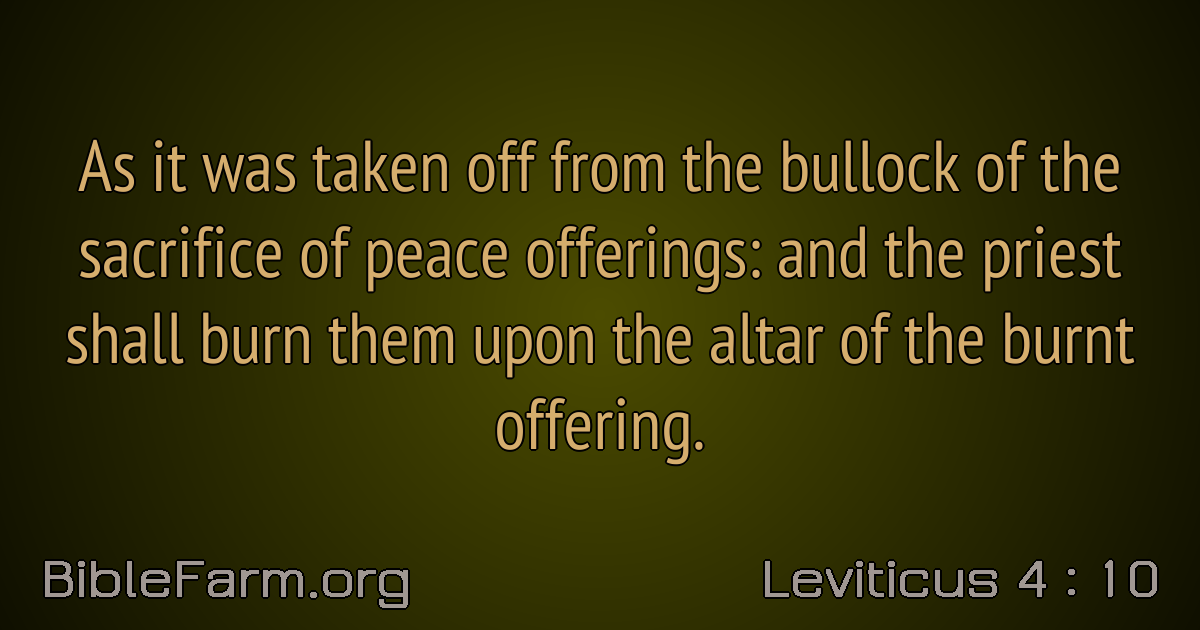 As it was taken off from the bullock of the
sacrifice of peace offerings: and the priest
shall burn them upon the altar of the burnt
offering.
BibleFarm.org
Leviticus 4 : 10